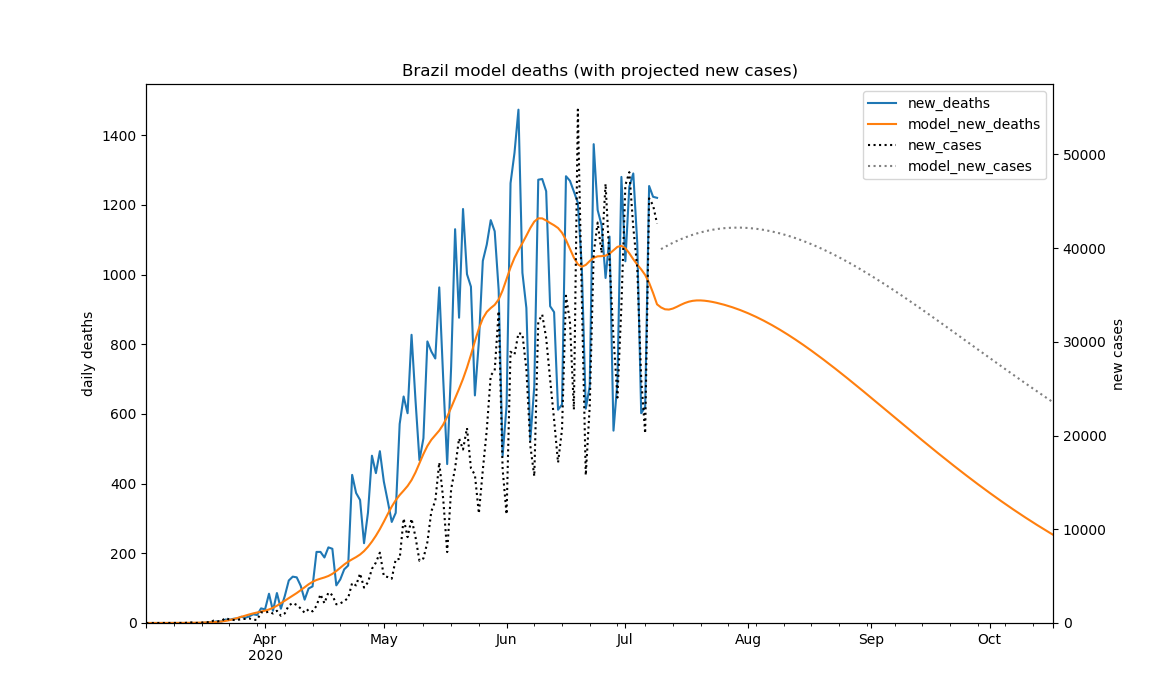 Brazil model deaths (with projected new cases)
new_deaths
model_new_deaths
new_cases
model_new_cases
daily deaths
1400
1200
1000
800
600
400
200
0
new cases
50000
40000
30000
20000
10000
0
Apr
2020
May
Jun
Jul
Aug
Sep
Oct